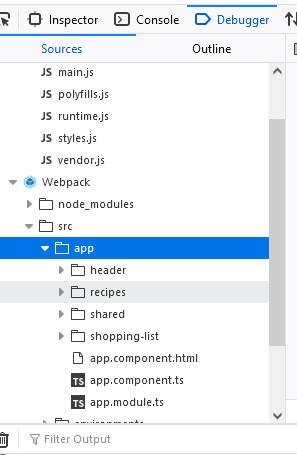 Inspector Console Debugger
Sources Outline
JS main.js
JS polyfills.js
JS runtime.js
JS styles.js
JS vendor.js
Webpack
node_modules
src
app
header
recipes
shared
shopping-list
app.component.html
TS app.component.ts
TS app.module.ts
environments
Filter Output